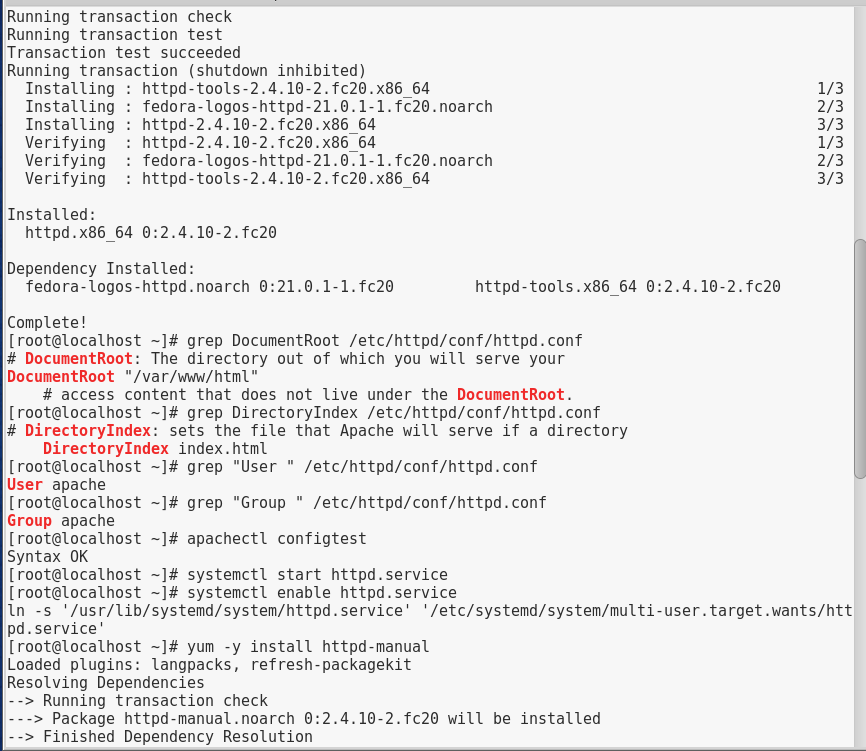 Running transaction check
Running transaction test
Transaction test succeeded
Running transaction (shutdown inhibited)
  Installing : httpd-tools-2.4.10-2.fc20.x86_64                                           1/3
  Installing : fedora-logos-httpd-21.0.1-1.fc20.noarch                                    2/3
  Installing : httpd-2.4.10-2.fc20.x86_64                                                 3/3
  Verifying  : httpd-2.4.10-2.fc20.x86_64                                                 1/3
  Verifying  : fedora-logos-httpd-21.0.1-1.fc20.noarch                                    2/3
  Verifying  : httpd-tools-2.4.10-2.fc20.x86_64                                           3/3

Installed:
  httpd.x86_64 0:2.4.10-2.fc20

Dependency Installed:
  fedora-logos-httpd.noarch 0:21.0.1-1.fc20         httpd-tools.x86_64 0:2.4.10-2.fc20

Complete!
[root@localhost ~]# grep DocumentRoot /etc/httpd/conf/httpd.conf
# DocumentRoot: The directory out of which you will serve your
DocumentRoot "/var/www/html"
    # access content that does not live under the DocumentRoot.
[root@localhost ~]# grep DirectoryIndex /etc/httpd/conf/httpd.conf
# DirectoryIndex: sets the file that Apache will serve if a directory
    DirectoryIndex index.html
[root@localhost ~]# grep "User " /etc/httpd/conf/httpd.conf
User apache
[root@localhost ~]# grep "Group " /etc/httpd/conf/httpd.conf
Group apache
[root@localhost ~]# apachectl configtest
Syntax OK
[root@localhost ~]# systemctl start httpd.service
[root@localhost ~]# systemctl enable httpd.service
ln -s '/usr/lib/systemd/system/httpd.service' '/etc/systemd/system/multi-user.target.wants/htt
pd.service'
[root@localhost ~]# yum -y install httpd-manual
Loaded plugins: langpacks, refresh-packagekit
Resolving Dependencies
--> Running transaction check
---> Package httpd-manual.noarch 0:2.4.10-2.fc20 will be installed
--> Finished Dependency Resolution